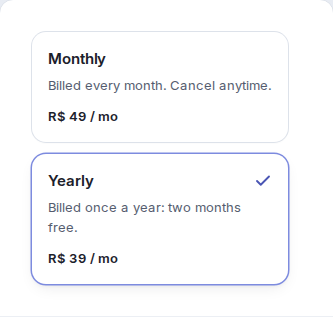 Monthly
Billed every month. Cancel anytime.
R$ 49 / mo
Yearly
Billed once a year: two months
free.
R$ 39 / mo